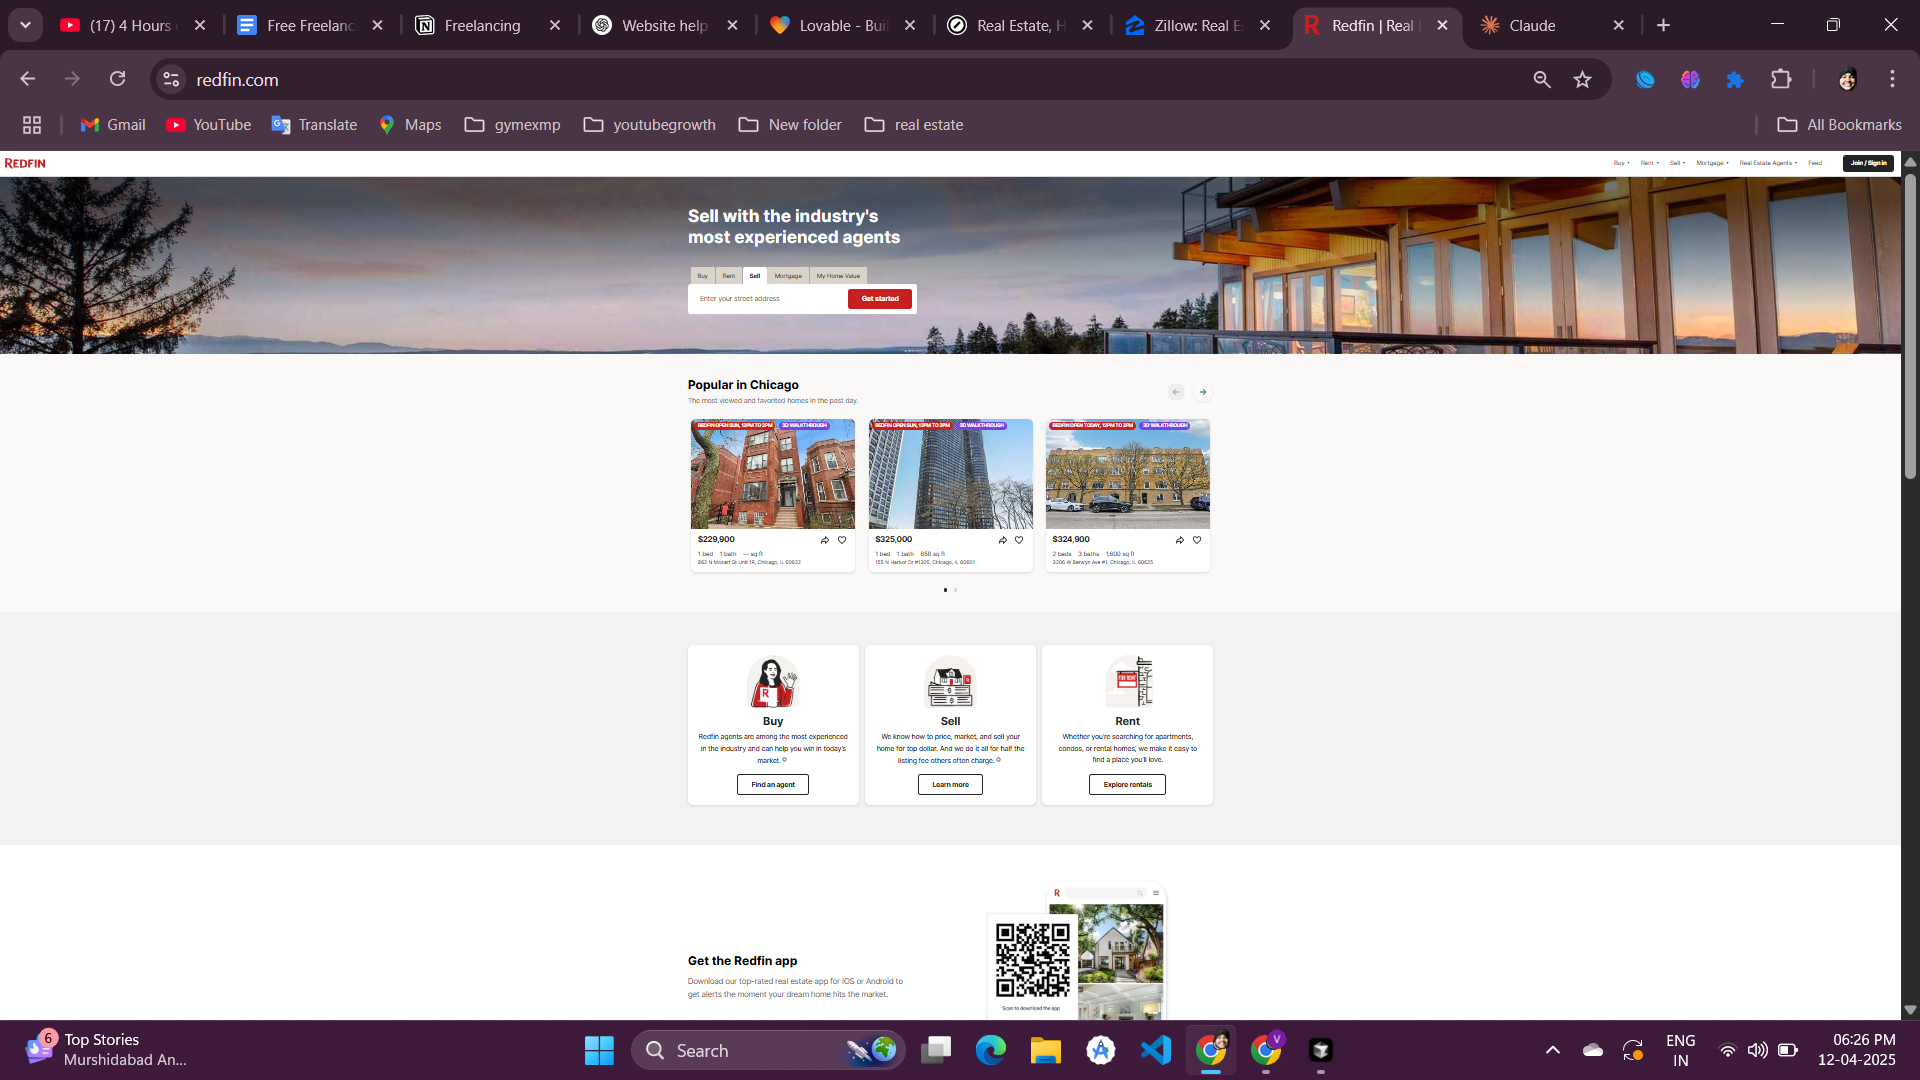 (17) 4 Hours
Free Freelanc
Freelancing
Website help
Lovable - Buil
Real Estate, H
Zillow: Real E
Redfin | Real
Claude
redfin.com
Gmail
YouTube
Translate
Maps
gymexmp
youtubegrowth
New folder
real estate
All Bookmarks
REDFIN
Buy
Rent
Sell
Mortgage
Real Estate Agents
Feed
Join / Sign in
Sell with the industry's
most experienced agents
Buy
Rent
Sell
Mortgage
My Home Value
Enter your street address
Get started
Popular in Chicago
The most viewed and favorited homes in the past day.
REDFIN OPEN SUN, 12PM TO 2PM
3D WALKTHROUGH
REDFIN OPEN SUN, 12PM TO 2PM
3D WALKTHROUGH
REDFIN OPEN TODAY, 12PM TO 2PM
3D WALKTHROUGH
$229,900
1 bed 1 bath — sq ft
862 N Mozart St Unit 1R, Chicago, IL 60622
$325,000
1 bed 1 bath 858 sq ft
155 N Harbor Dr #1305, Chicago, IL 60601
$324,900
2 beds 3 baths 1,600 sq ft
3206 W Berwyn Ave #1, Chicago, IL 60625
R
Buy
Redfin agents are among the most experienced
in the industry and can help you win in today's
market.
Find an agent
Sell
We know how to price, market, and sell your
home for top dollar. And we do it all for half the
listing fee others often charge.
Learn more
FOR RENT
Rent
Whether you're searching for apartments,
condos, or rental homes, we make it easy to
find a place you'll love.
Explore rentals
Get the Redfin app
Download our top-rated real estate app for iOS or Android to
get alerts the moment your dream home hits the market.
R
Scan to download the app
6
Top Stories
Murshidabad An...
Search
V
ENG
IN
06:26 PM
12-04-2025